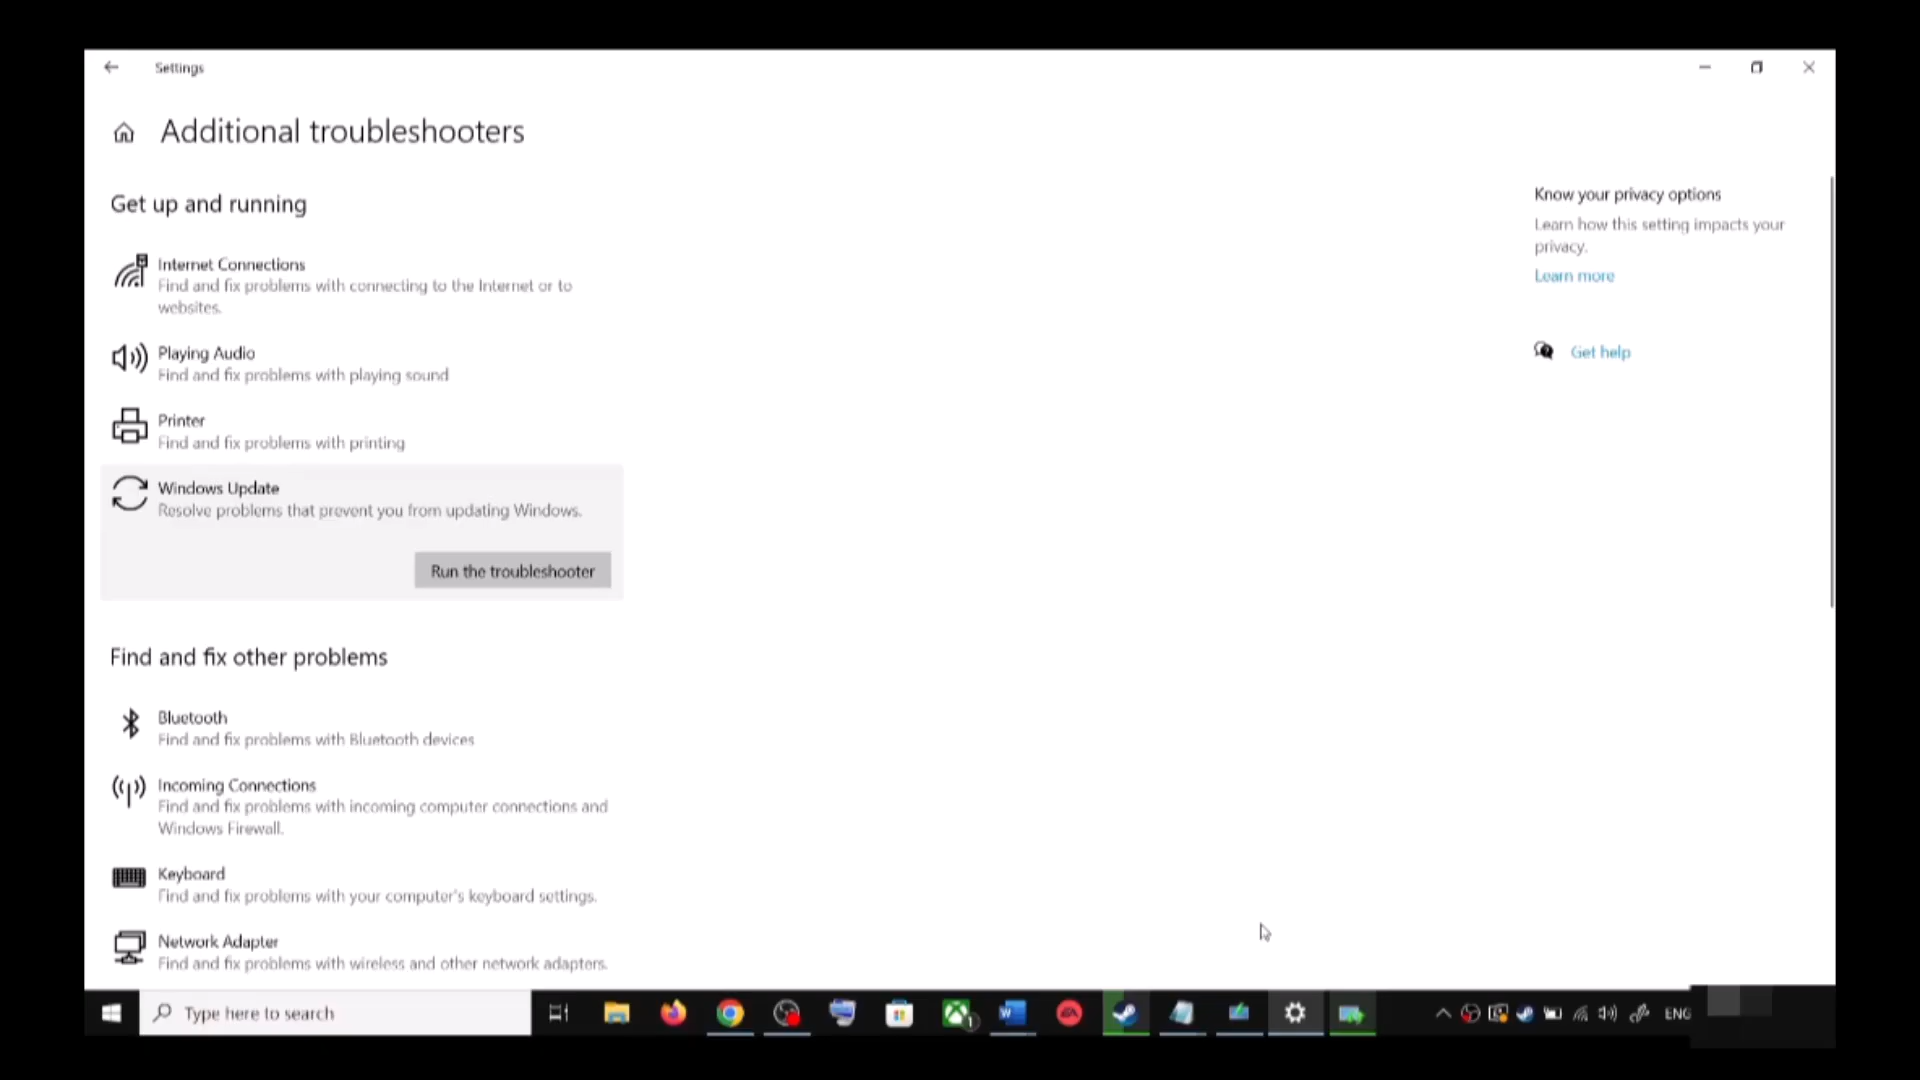 Settings
Additional troubleshooters
Get up and running
Internet Connections
Find and fix problems with connecting to the Internet or to
websites.
Playing Audio
Find and fix problems with playing sound
Printer
Find and fix problems with printing
Windows Update
Resolve problems that prevent you from updating Windows.
Run the troubleshooter
Find and fix other problems
Bluetooth
Find and fix problems with Bluetooth devices
Incoming Connections
Find and fix problems with incoming computer connections and
Windows Firewall.
Keyboard
Find and fix problems with your computer's keyboard settings.
Network Adapter
Find and fix problems with wireless and other network adapters.
Know your privacy options
Learn how this setting impacts your
privacy.
Learn more
Get help
Type here to search
1
W
EA
ENG